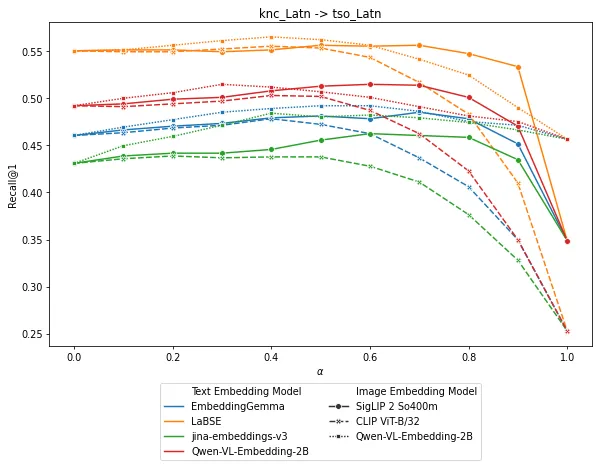 knc_Latn -> tso_Latn
Recall@1
0.55
0.50
0.45
0.40
0.35
0.30
0.25
0.0 0.2 0.4 0.6 0.8 1.0
α
Text Embedding Model
EmbeddingGemma
LaBSE
jina-embeddings-v3
Qwen-VL-Embedding-2B
Image Embedding Model
SigLIP 2 So400m
CLIP ViT-B/32
Qwen-VL-Embedding-2B